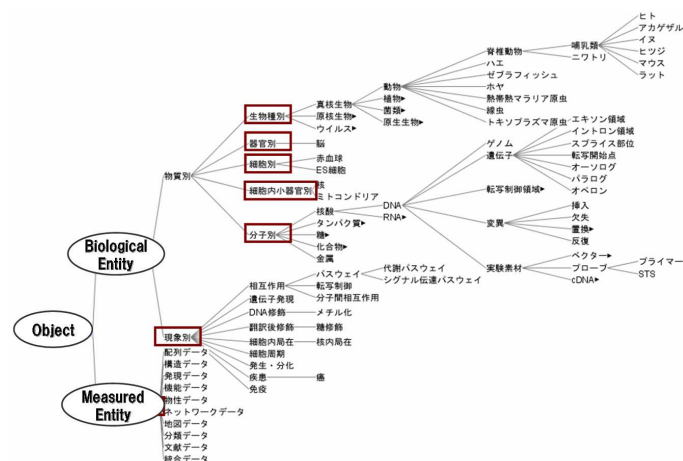 Object
Biological
Entity
Measured
Entity
物質別
現象別
生物種別
器官別
細胞別
細胞内小器官別
分子別
真核生物
原核生物▶
ウイルス▶
脳
赤血球
ES細胞
核
ミトコンドリア
核酸
タンパク質▶
糖▶
化合物▶
金属
動物
植物▶
菌類▶
原生生物▶
DNA
RNA▶
脊椎動物
ハエ
ゼブラフィッシュ
ホヤ
熱帯熱マラリア原虫
線虫
トキソプラズマ原虫
哺乳類
ニワトリ
ヒト
アカゲザル
イヌ
ヒツジ
マウス
ラット
ゲノム
遺伝子
転写制御領域▶
変異
実験素材
エキソン領域
イントロン領域
スプライス部位
転写開始点
オーソログ
パラログ
オペロン
挿入
欠失
置換▶
反復
ベクター▶
プローブ
cDNA▶
プライマー
STS
相互作用
遺伝子発現
DNA修飾
翻訳後修飾
細胞内局在
細胞周期
発生・分化
疾患
免疫
パスウェイ
転写制御
分子間相互作用
代謝パスウェイ
シグナル伝達パスウェイ
メチル化
糖修飾
核内局在
癌
配列データ
構造データ
発現データ
機能データ
物性データ
ネットワークデータ
地図データ
分類データ
文献データ
統合データ